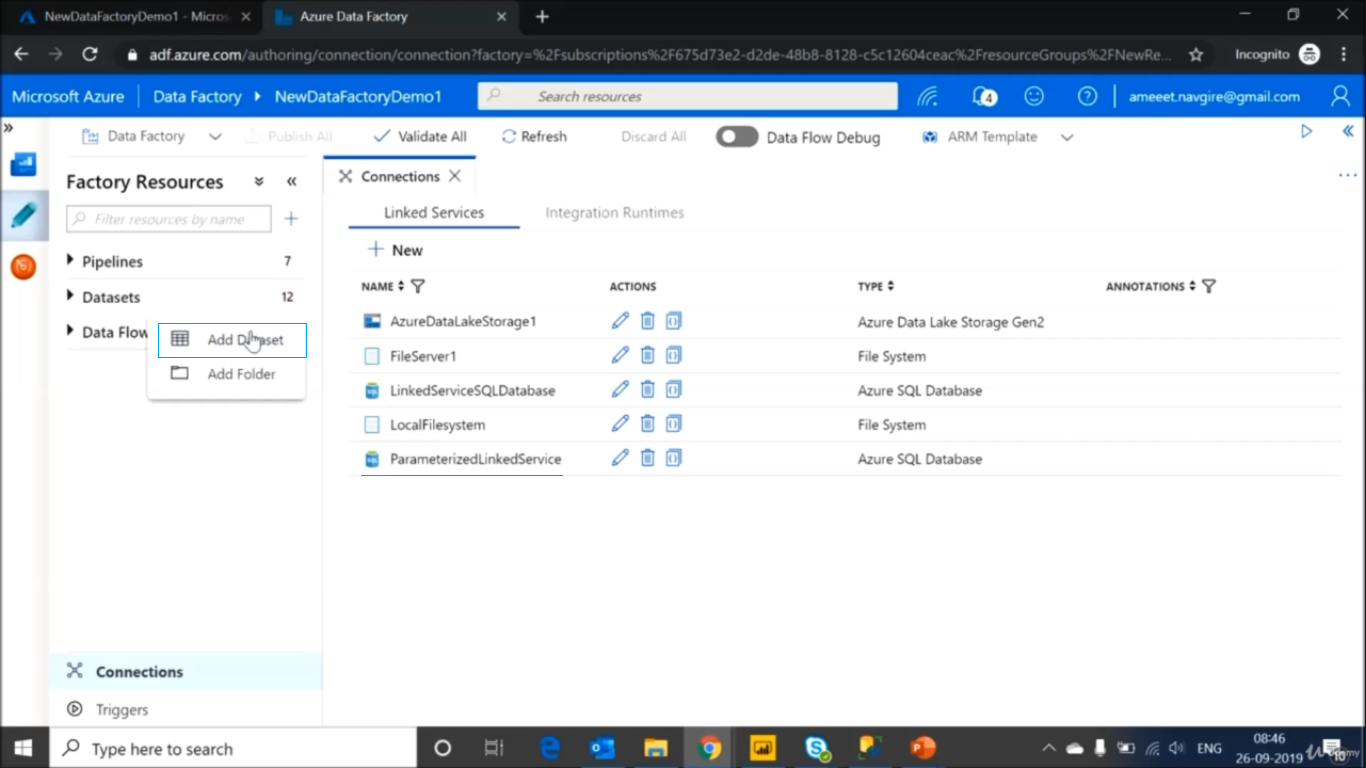 NewDataFactoryDemo1 - Micros
Azure Data Factory
adf.azure.com/authoring/connection/connection?factory=%2Fsubscriptions%2F675d73e2-d2de-48b8-8128-c5c12604ceac%2FresourceGroups%2FNewRe...
Incognito
Microsoft Azure
Data Factory
NewDataFactoryDemo1
Search resources
4
ameeet.navgire@gmail.com
Data Factory
Publish All
Validate All
Refresh
Discard All
Data Flow Debug
ARM Template
Factory Resources
Filter resources by name
Pipelines 7
Datasets 12
Data Flow
Add Dataset
Add Folder
Connections
Triggers
Connections
Linked Services
Integration Runtimes
New
NAME ACTIONS TYPE ANNOTATIONS
AzureDataLakeStorage1 Azure Data Lake Storage Gen2
FileServer1 File System
LinkedServiceSQLDatabase Azure SQL Database
LocalFilesystem File System
ParameterizedLinkedService Azure SQL Database
Type here to search
ENG
08:46
26-09-2019
10